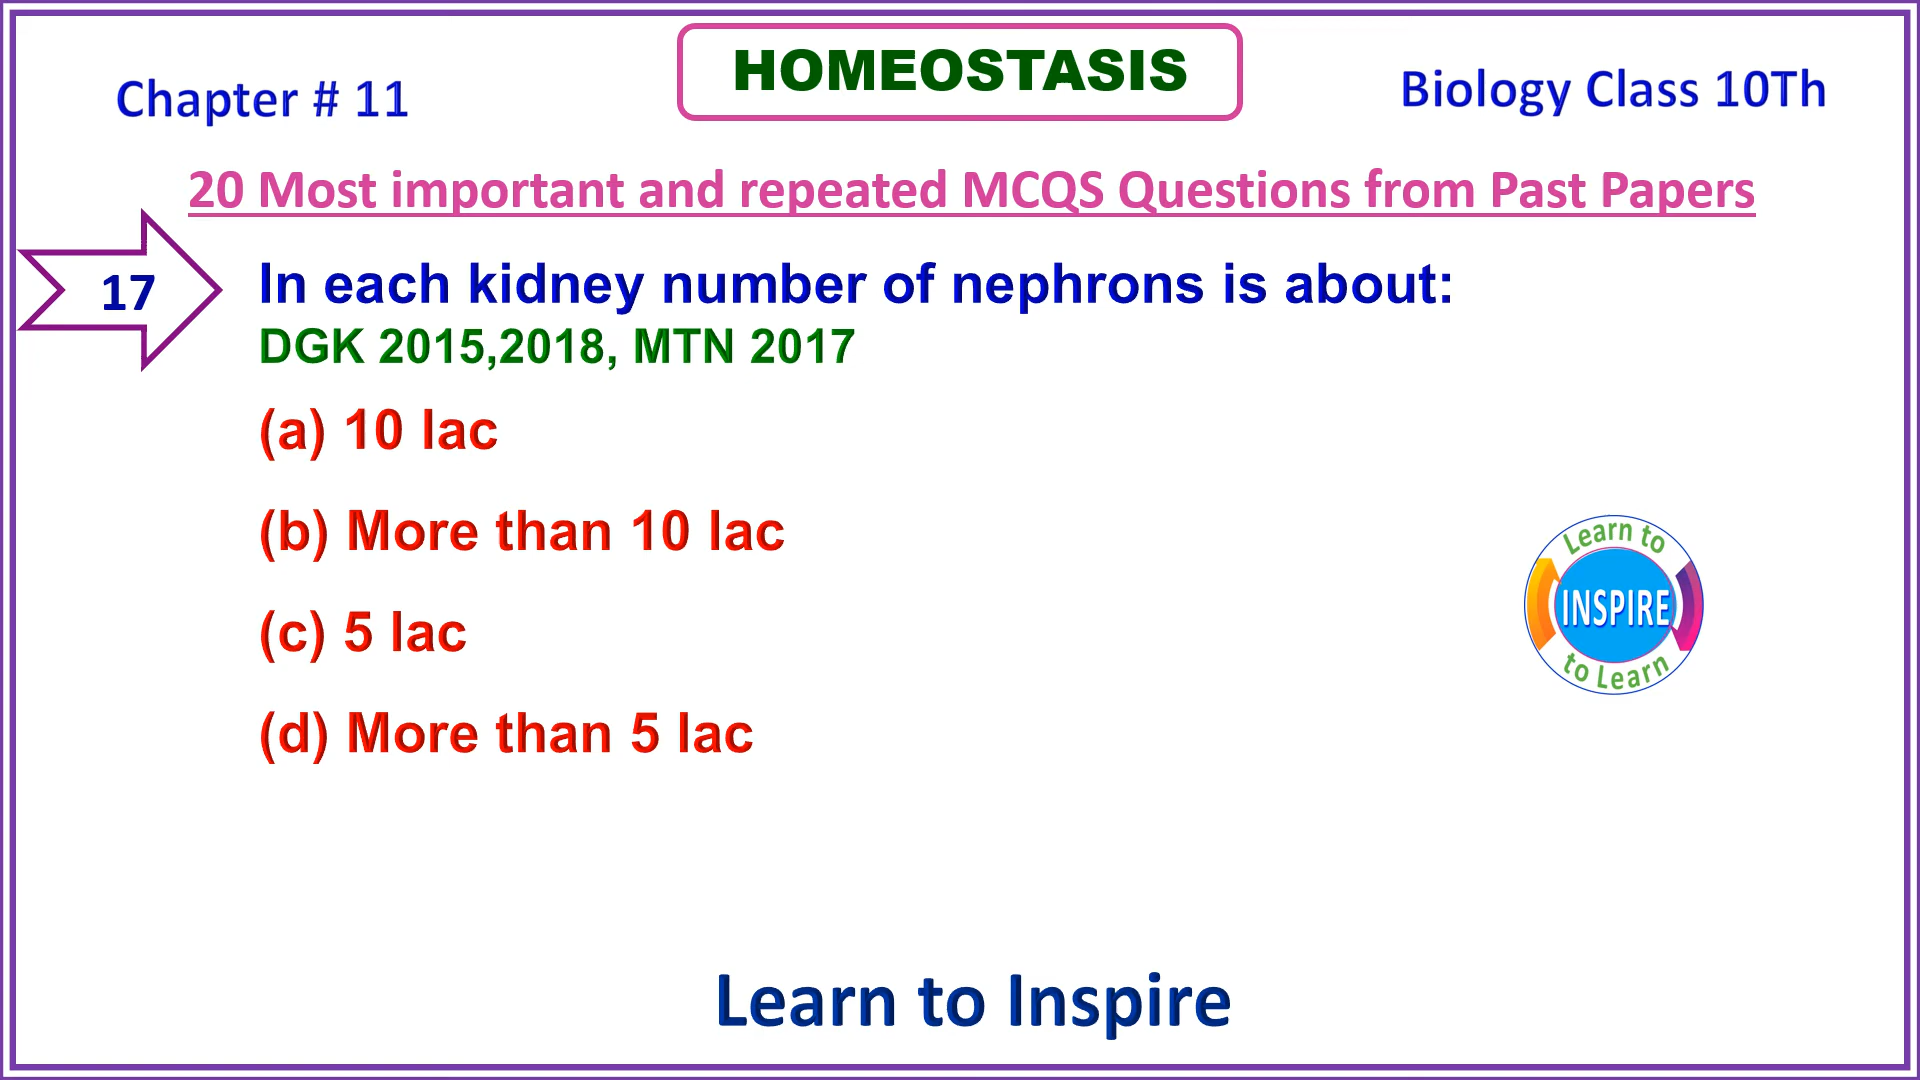 HOMEOSTASIS
Chapter # 11
Biology Class 10Th
20 Most important and repeated MCQS Questions from Past Papers
17
In each kidney number of nephrons is about:
DGK 2015,2018, MTN 2017
(a) 10 lac
(b) More than 10 lac
(c) 5 lac
(d) More than 5 lac
Learn to
INSPIRE
to Learn
Learn to Inspire